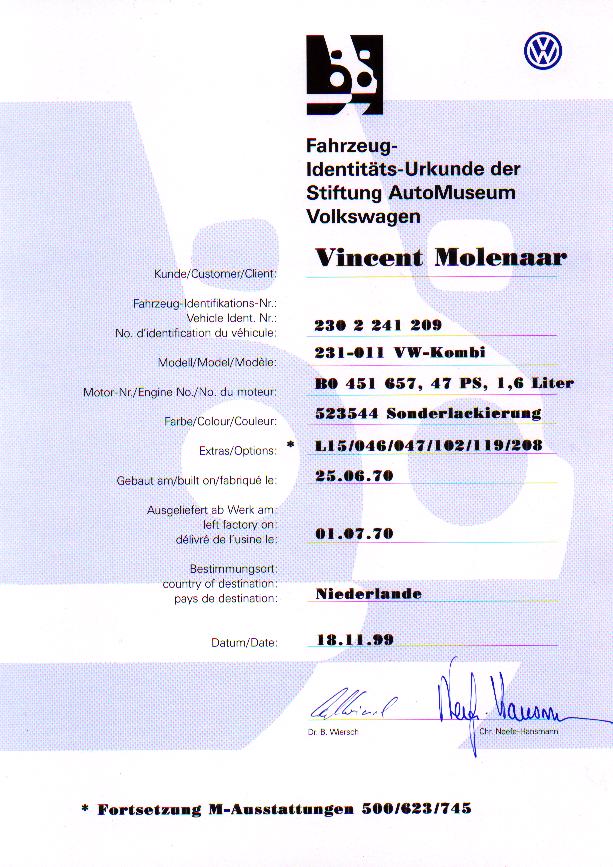 Fahrzeug-
Identitäts-Urkunde der
Stiftung AutoMuseum
Volkswagen
Kunde/Customer/Client: Vincent Molenaar
Fahrzeug-Identifikations-Nr.:
Vehicle Ident. Nr.:
No. d'identification du véhicule: 230 2 241 209
Modell/Model/Modèle: 231-011 VW-Kombi
Motor-Nr./Engine No./No. du moteur: B0 451 657, 47 PS, 1,6 Liter
Farbe/Colour/Couleur: 523544 Sonderlackierung
Extras/Options: * L15/046/047/102/119/208
Gebaut am/built on/fabriqué le: 25.06.70
Ausgeliefert ab Werk am:
left factory on:
délivré de l'usine le: 01.07.70
Bestimmungsort:
country of destination:
pays de destination: Niederlande
Datum/Date: 18.11.99
Dr. B. Wiersch Chr. Neefe-Hansmann
* Fortsetzung M-Ausstattungen 500/623/745